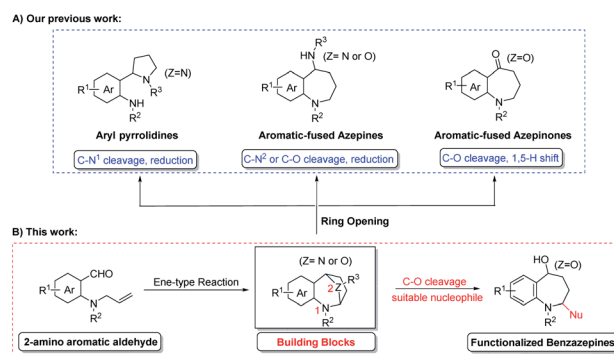 A) Our previous work:
R¹ Ar NH R² N R³ (Z=N)
Aryl pyrrolidines
C-N¹ cleavage, reduction
R³ HN (Z= N or O)
R¹ Ar N R²
Aromatic-fused Azepines
C-N² or C-O cleavage, reduction
O (Z=O)
R¹ Ar N R²
Aromatic-fused Azepinones
C-O cleavage, 1,5-H shift
Ring Opening
B) This work:
CHO
R¹ Ar N R²
2-amino aromatic aldehyde
Ene-type Reaction
(Z= N or O)
R¹ Ar 2 Z R³ 1 N R²
Building Blocks
C-O cleavage
suitable nucleophile
HO (Z=O)
R¹ N R² Nu
Functionalized Benzazepines